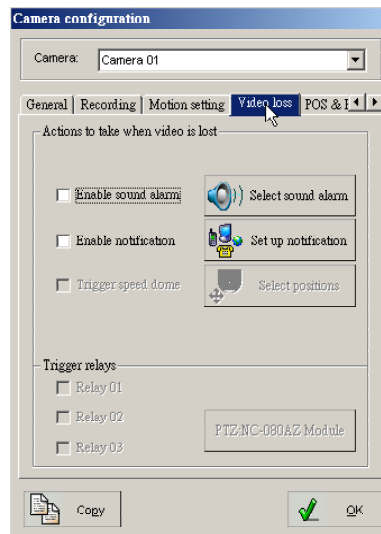 Camera configuration
Camera: Camera 01
General Recording Motion setting Video loss POS &
Actions to take when video is lost
Enable sound alarm Select sound alarm
Enable notification Set up notification
Trigger speed dome Select positions
Trigger relays
Relay 01
Relay 02 PTZ:NC-080AZ Module
Relay 03
Copy OK